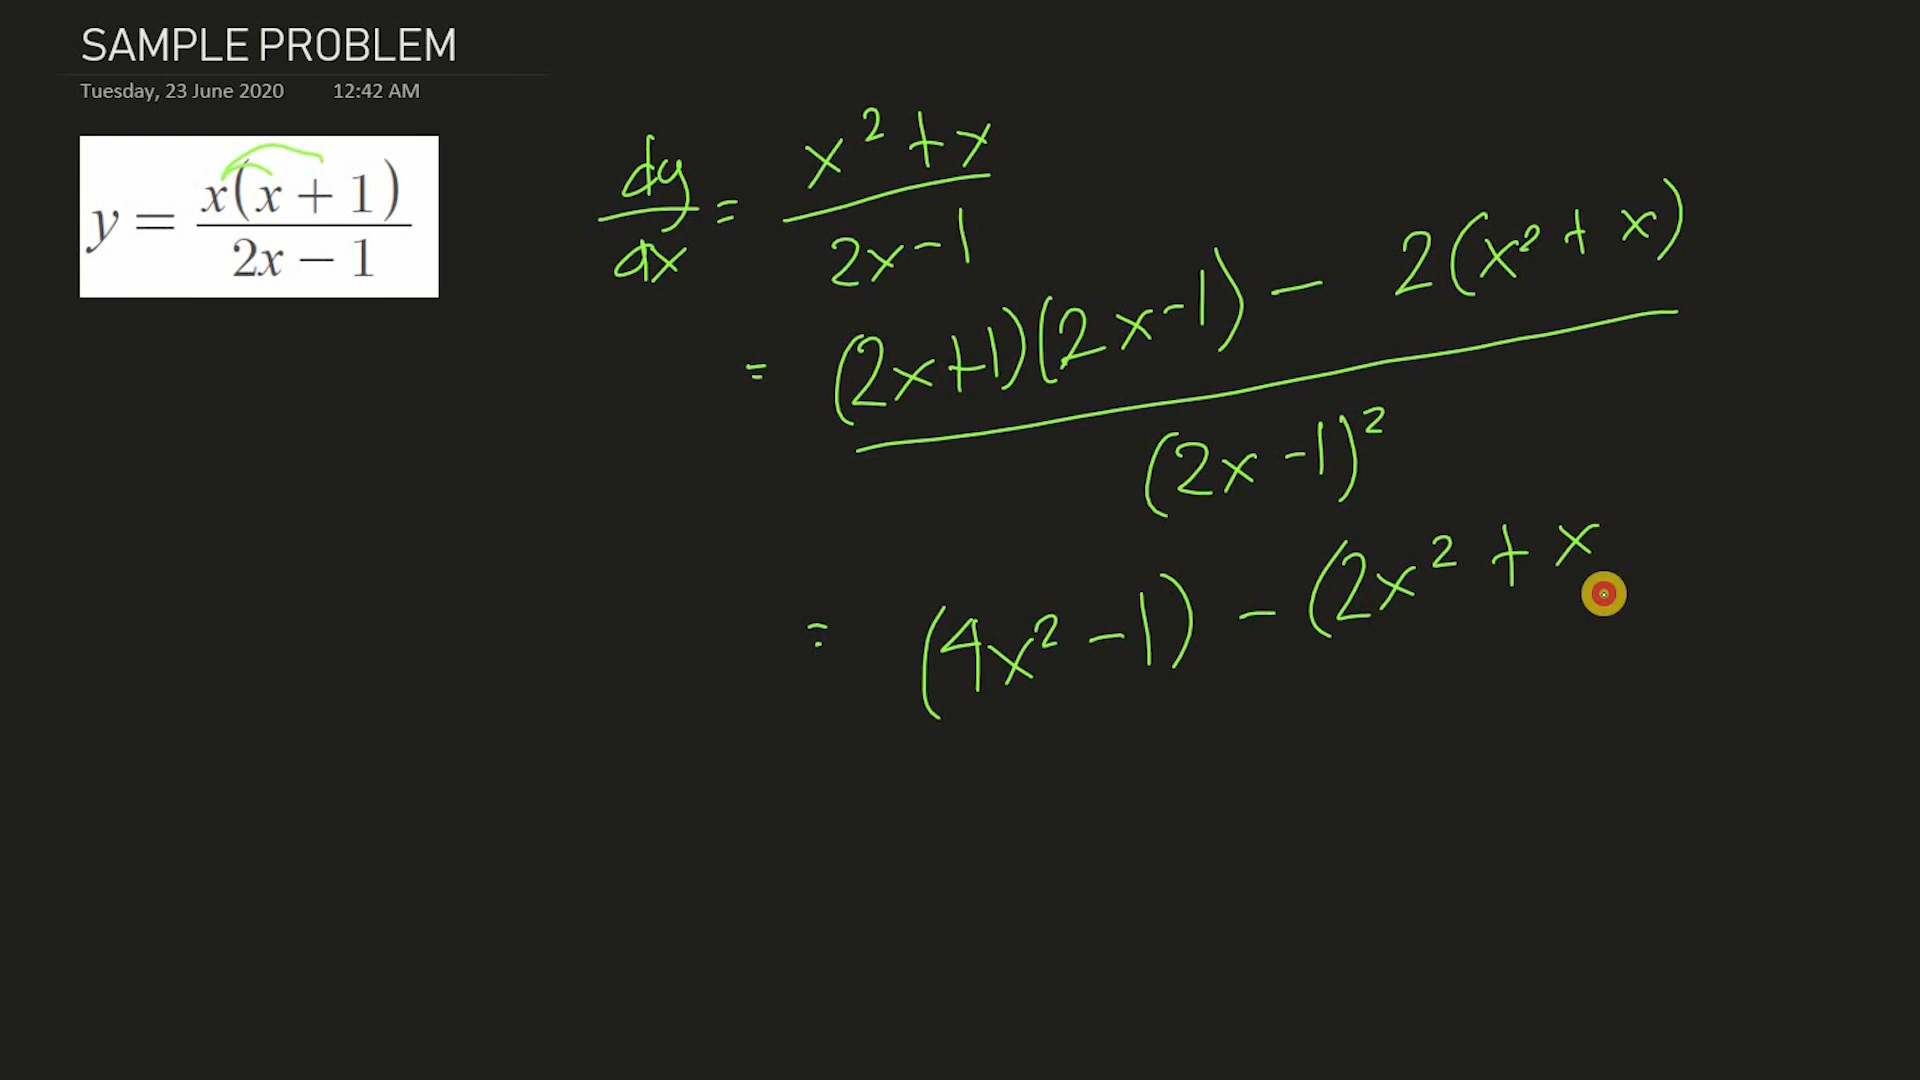 SAMPLE PROBLEM
Tuesday, 23 June 2020 12:42 AM
y = x(x + 1) / 2x − 1
dy/dx = x² + x / 2x - 1
= (2x+1)(2x-1) - 2(x² + x) / (2x - 1)²
= (4x² - 1) - (2x² + x